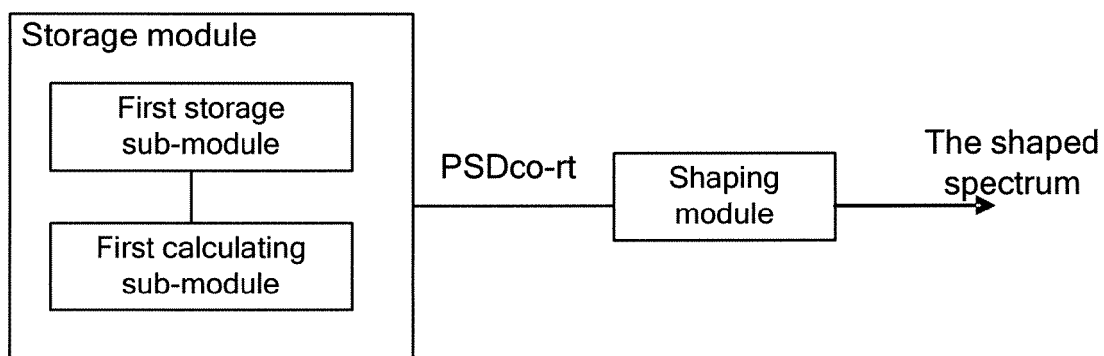 Storage module
First storage
sub-module
First calculating
sub-module
PSDco-rt
Shaping
module
The shaped
spectrum